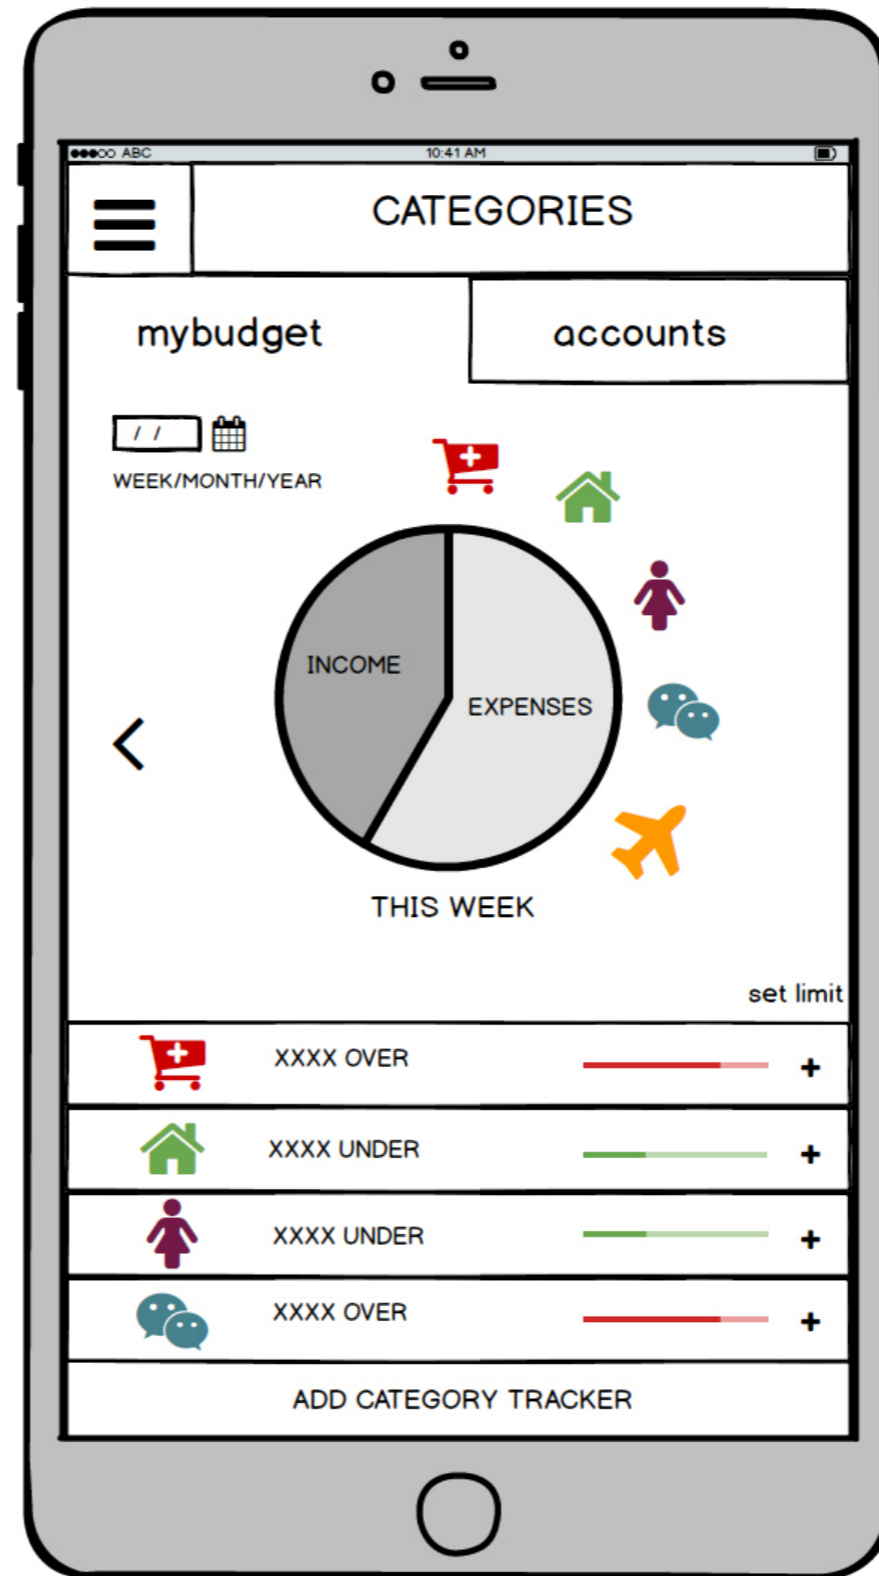 ABC 10:41 AM
CATEGORIES
mybudget accounts
/ /
WEEK/MONTH/YEAR
INCOME
EXPENSES
THIS WEEK
set limit
XXXX OVER +
XXXX UNDER +
XXXX UNDER +
XXXX OVER +
ADD CATEGORY TRACKER